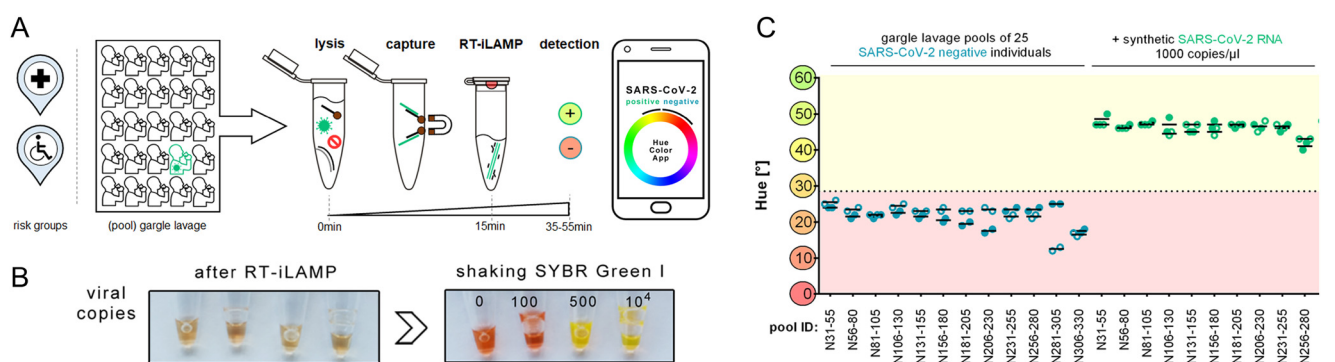 A
lysis
capture
RT-iLAMP
detection
SARS-CoV-2
positive negative
Hue
Color
App
+
-
risk groups
(pool) gargle lavage
0min
15min
35-55min
B
after RT-iLAMP
shaking SYBR Green I
viral
copies
0
100
500
10⁴
C
gargle lavage pools of 25
SARS-CoV-2 negative individuals
+ synthetic SARS-CoV-2 RNA
1000 copies/µl
Hue [°]
60
50
40
30
20
10
0
pool ID:
N31-55
N56-80
N81-105
N106-130
N131-155
N156-180
N181-205
N206-230
N231-255
N256-280
N281-305
N306-330
N31-55
N56-80
N81-105
N106-130
N131-155
N156-180
N181-205
N206-230
N231-255
N256-280